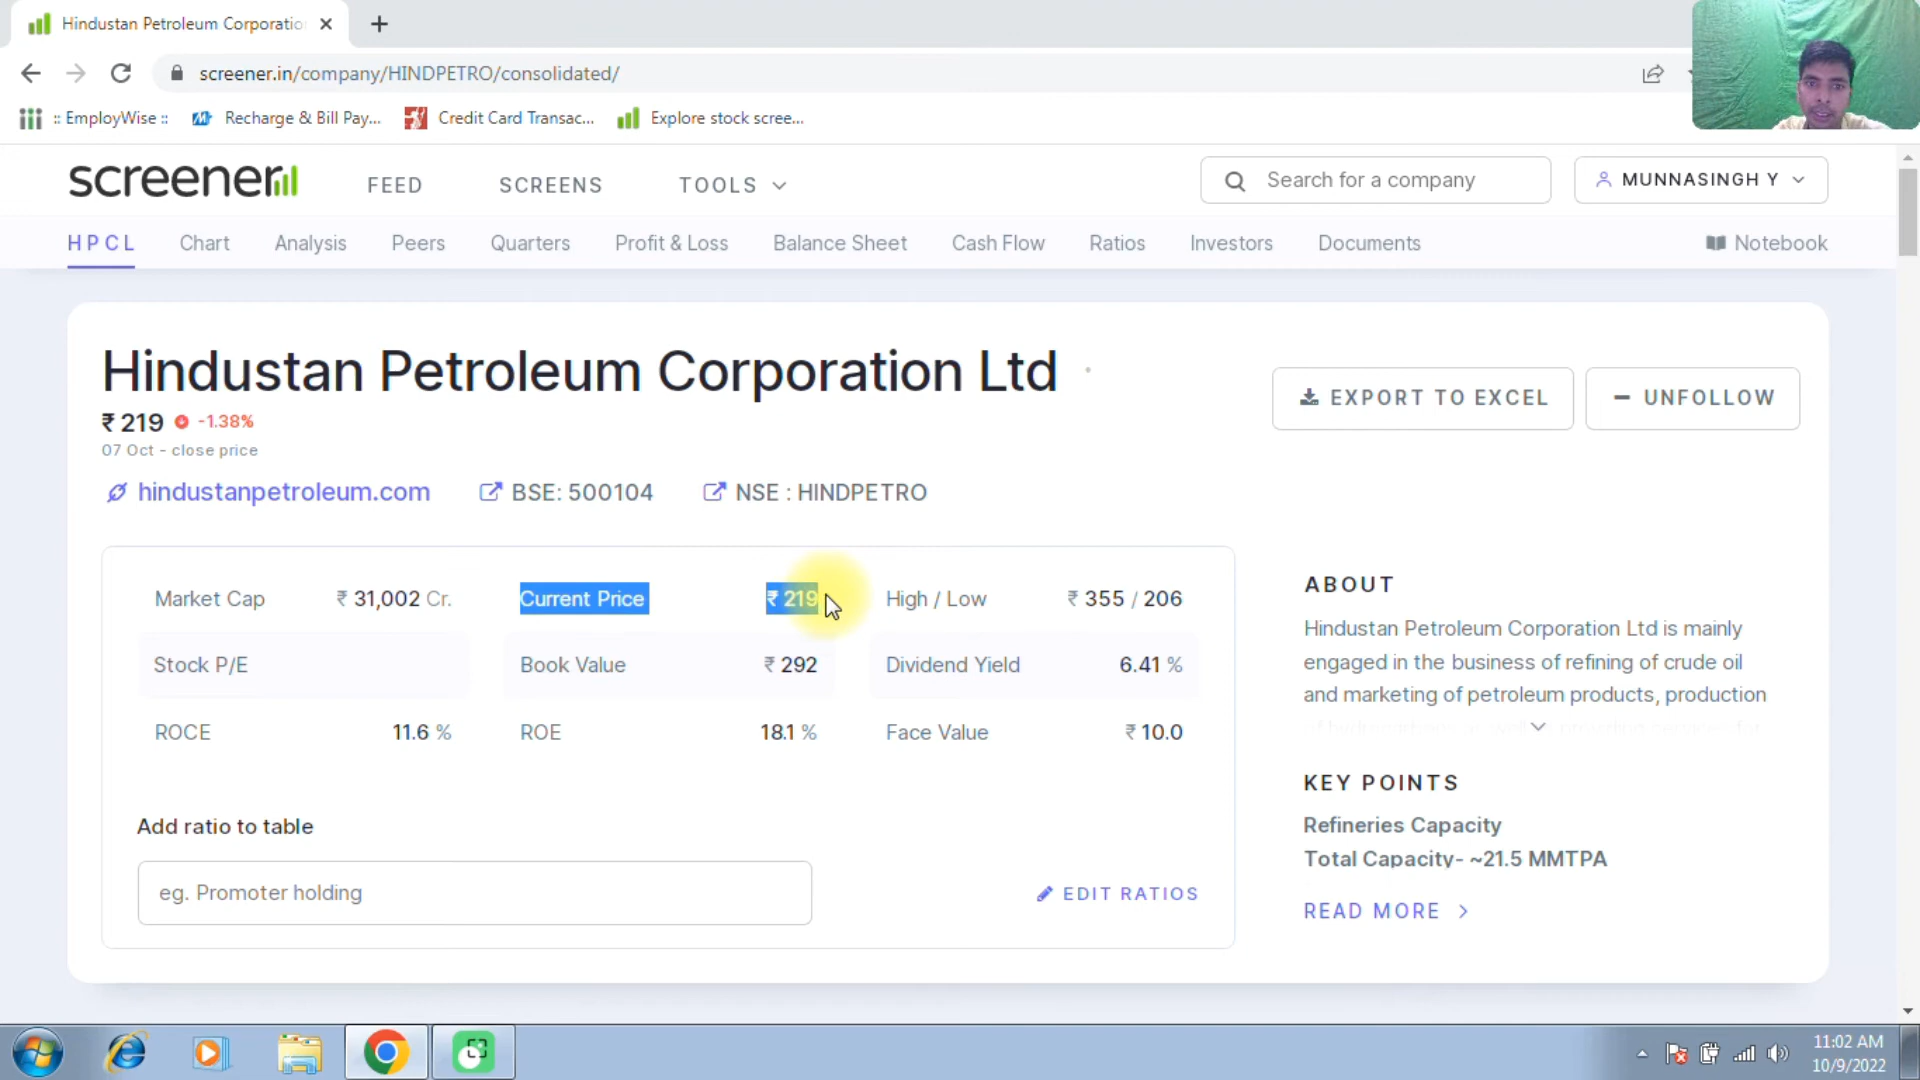 Hindustan Petroleum Corporatio
screener.in/company/HINDPETRO/consolidated/
:: EmployWise :: Recharge & Bill Pay... Credit Card Transac... Explore stock scree...
screener FEED SCREENS TOOLS Search for a company MUNNASINGH Y
HPCL Chart Analysis Peers Quarters Profit & Loss Balance Sheet Cash Flow Ratios Investors Documents Notebook
Hindustan Petroleum Corporation Ltd
EXPORT TO EXCEL UNFOLLOW
₹ 219 -1.38%
07 Oct - close price
hindustanpetroleum.com BSE: 500104 NSE : HINDPETRO
Market Cap ₹ 31,002 Cr. Current Price ₹ 219 High / Low ₹ 355 / 206
Stock P/E Book Value ₹ 292 Dividend Yield 6.41 %
ROCE 11.6 % ROE 18.1 % Face Value ₹ 10.0
Add ratio to table
eg. Promoter holding
EDIT RATIOS
ABOUT
Hindustan Petroleum Corporation Ltd is mainly
engaged in the business of refining of crude oil
and marketing of petroleum products, production
KEY POINTS
Refineries Capacity
Total Capacity- ~21.5 MMTPA
READ MORE
11:02 AM
10/9/2022